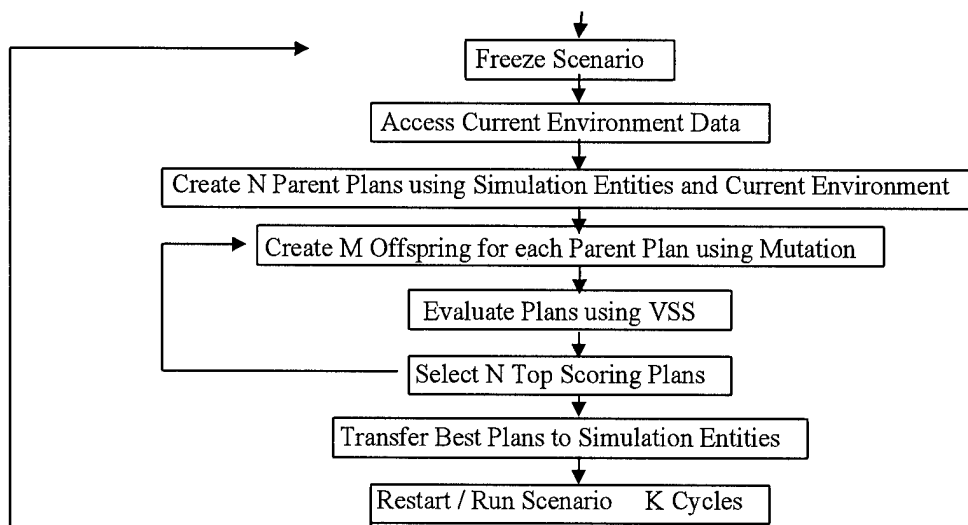 Freeze Scenario
Access Current Environment Data
Create N Parent Plans using Simulation Entities and Current Environment
Create M Offspring for each Parent Plan using Mutation
Evaluate Plans using VSS
Select N Top Scoring Plans
Transfer Best Plans to Simulation Entities
Restart / Run Scenario K Cycles